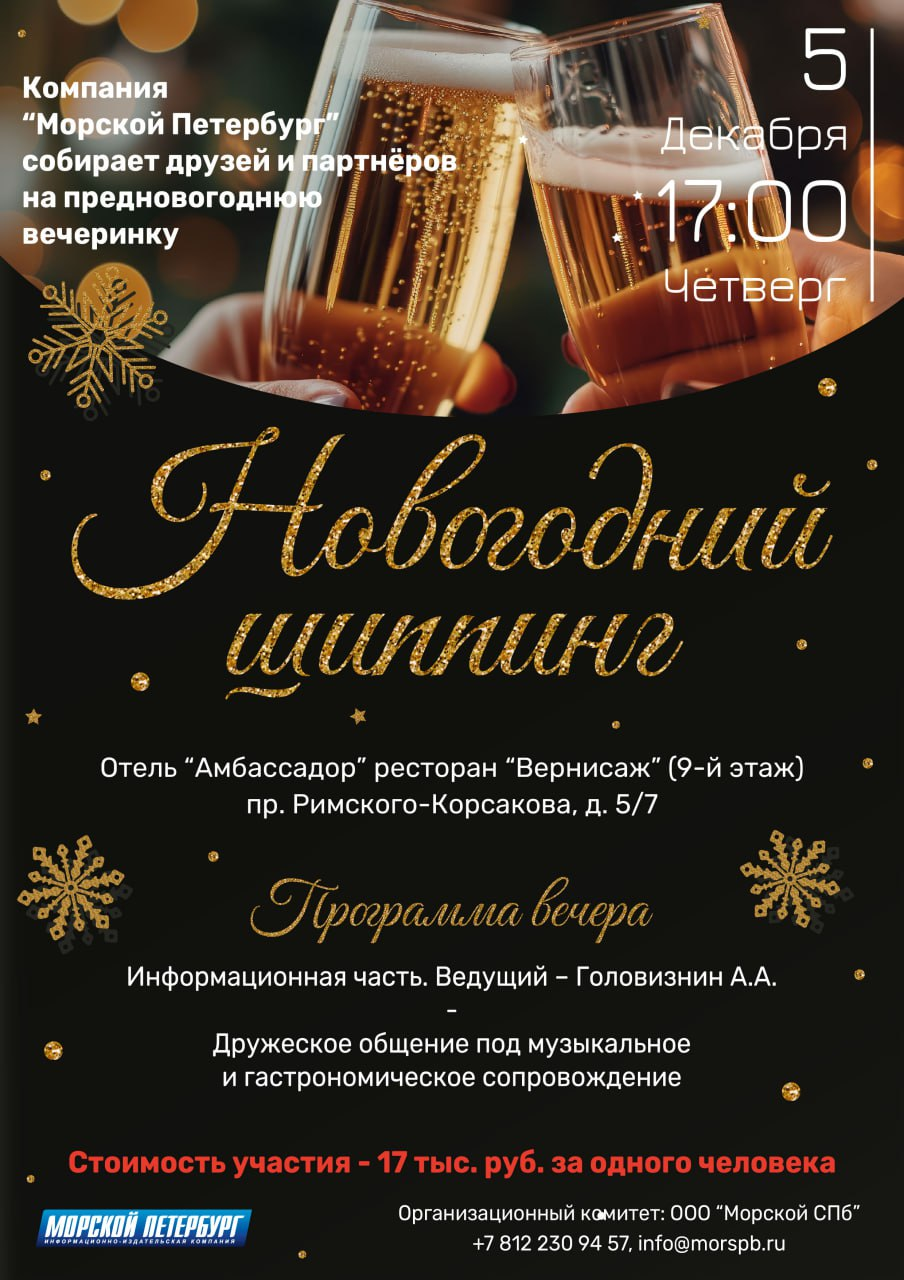 Компания
“Морской Петербург”
собирает друзей и партнёров
на предновогоднюю
вечеринку
5
Декабря
17:00
Четверг
Новогодний
шиппинг
Отель “Амбассадор” ресторан “Вернисаж” (9-й этаж)
пр. Римского-Корсакова, д. 5/7
Программа вечера
Информационная часть. Ведущий – Головизнин А.А.
-
Дружеское общение под музыкальное
и гастрономическое сопровождение
Стоимость участия - 17 тыс. руб. за одного человека
МОРСКОЙ ПЕТЕРБУРГ
ИНФОРМАЦИОННО-ИЗДАТЕЛЬСКАЯ КОМПАНИЯ
Организационный комитет: ООО “Морской СПб”
+7 812 230 94 57, info@morspb.ru